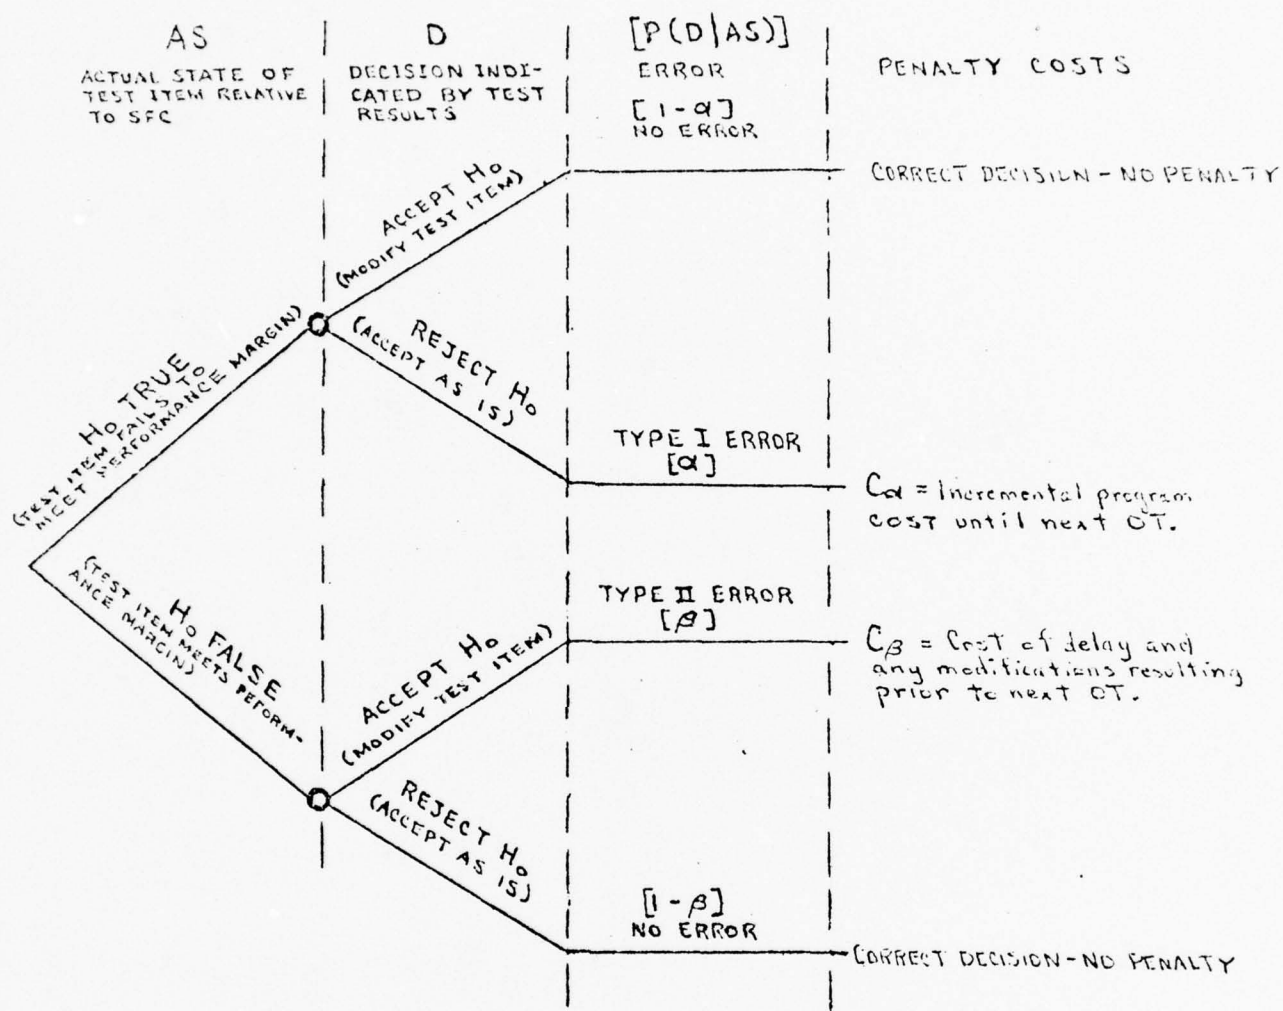 AS
ACTUAL STATE OF
TEST ITEM RELATIVE
TO SFC
D
DECISION INDI-
CATED BY TEST
RESULTS
[P(D|AS)]
ERROR
[1-α]
NO ERROR
PENALTY COSTS
ACCEPT H₀
(MODIFY TEST ITEM)
CORRECT DECISION - NO PENALTY
H₀ TRUE
(TEST ITEM FAILS TO
MEET PERFORMANCE MARGIN)
REJECT H₀
(ACCEPT AS IS)
TYPE I ERROR
[α]
Cα = Incremental program
COST until next OT.
H₀ FALSE
(TEST ITEM MEETS PEFORM-
ANCE MARGIN)
ACCEPT H₀
(MODIFY TEST ITEM)
TYPE II ERROR
[β]
Cβ = Cost of delay and
any modifications resulting
prior to next OT.
REJECT H₀
(ACCEPT AS IS)
[1-β]
NO ERROR
CORRECT DECISION - NO PENALTY